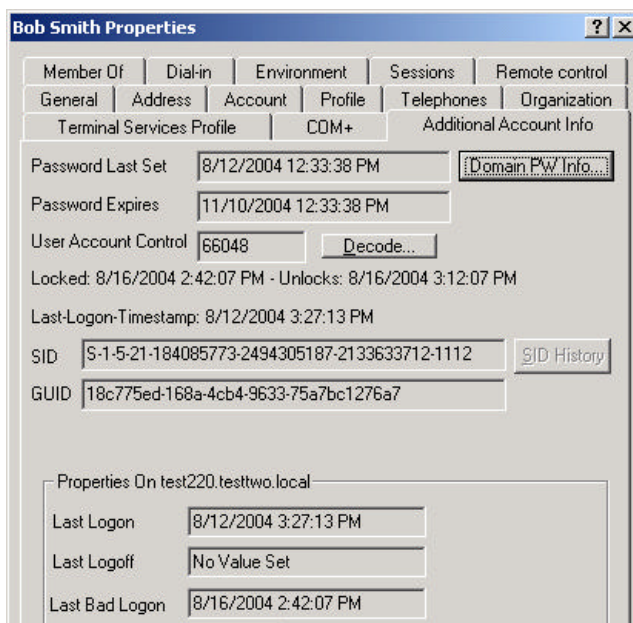 Bob Smith Properties
Member Of Dial-in Environment Sessions Remote control
General Address Account Profile Telephones Organization
Terminal Services Profile COM+ Additional Account Info
Password Last Set 8/12/2004 12:33:38 PM Domain PW Info...
Password Expires 11/10/2004 12:33:38 PM
User Account Control 66048 Decode...
Locked: 8/16/2004 2:42:07 PM - Unlocks: 8/16/2004 3:12:07 PM
Last-Logon-Timestamp: 8/12/2004 3:27:13 PM
SID S-1-5-21-184085773-2494305187-2133633712-1112 SID History
GUID 18c775ed-168a-4cb4-9633-75a7bc1276a7
Properties On test220.testtwo.local
Last Logon 8/12/2004 3:27:13 PM
Last Logoff No Value Set
Last Bad Logon 8/16/2004 2:42:07 PM